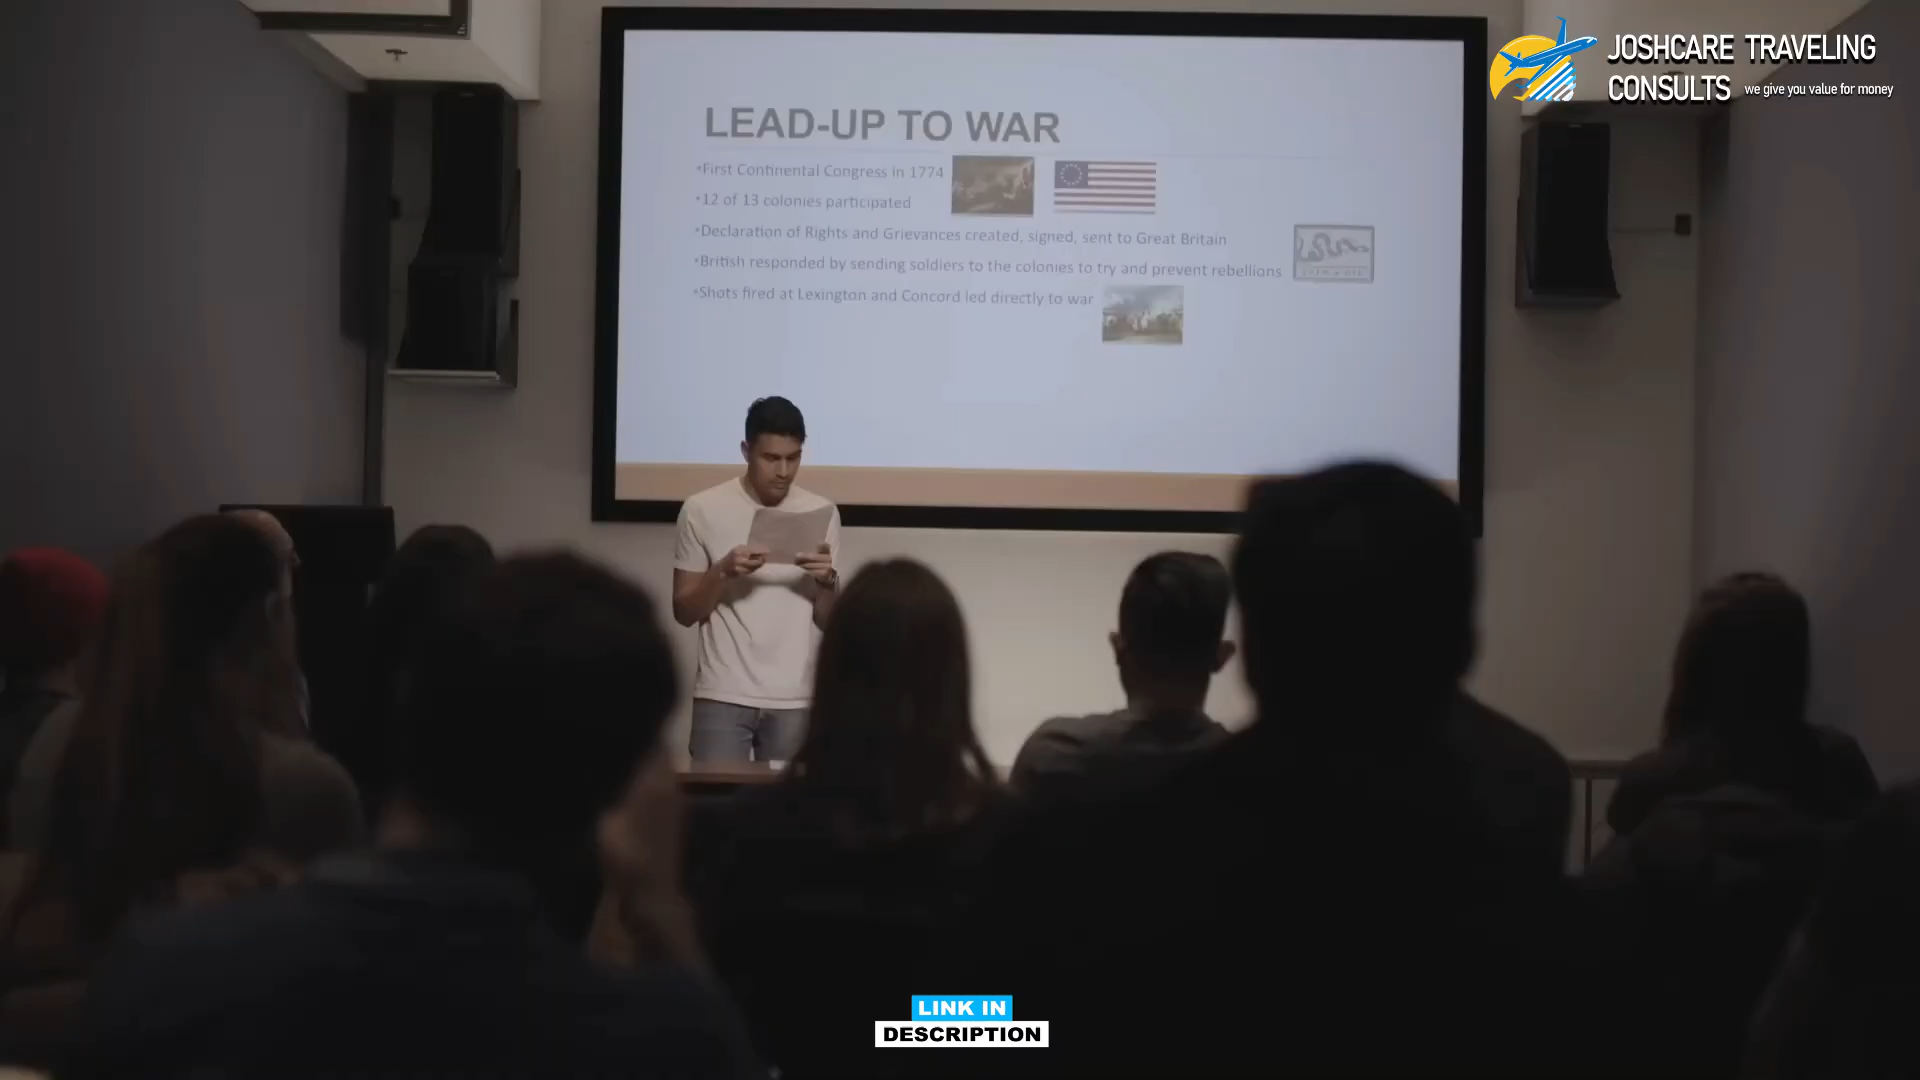 JOSHCARE TRAVELING
CONSULTS we give you value for money
LEAD-UP TO WAR
•First Continental Congress in 1774
•12 of 13 colonies participated
•Declaration of Rights and Grievances created, signed, sent to Great Britain
•British responded by sending soldiers to the colonies to try and prevent rebellions
•Shots fired at Lexington and Concord led directly to war
LINK IN
DESCRIPTION